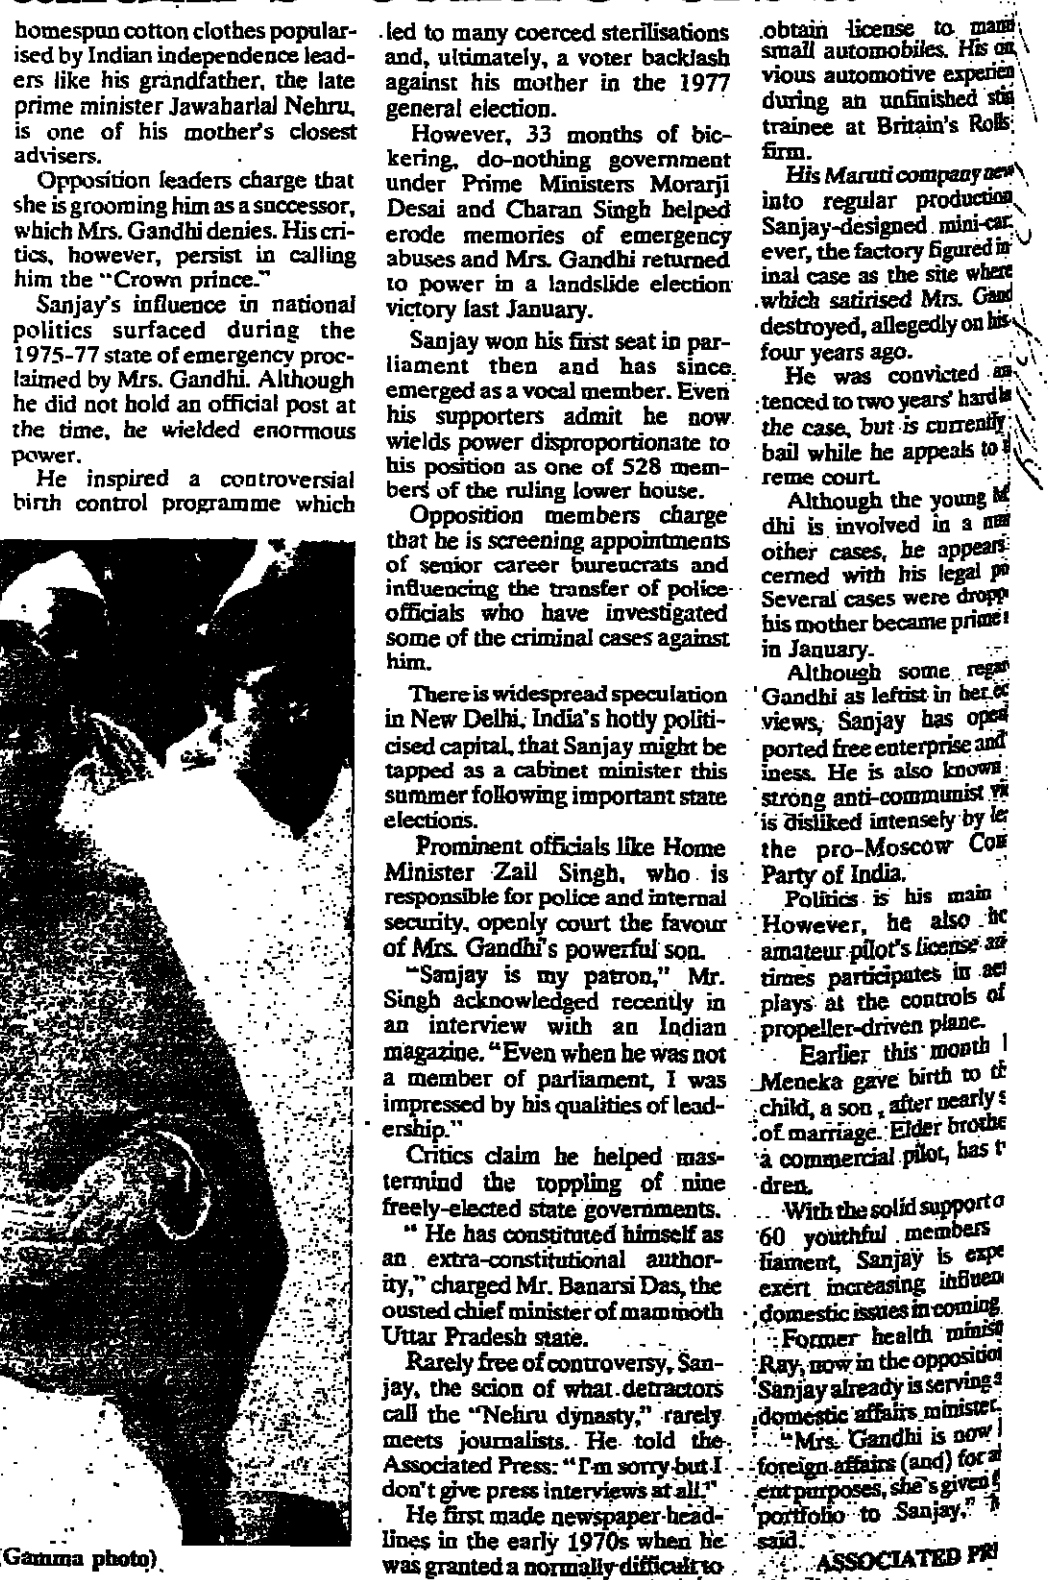 homespun cotton clothes popular-
ised by Indian independence lead-
ers like his grandfather, the late
prime minister Jawaharlal Nehru,
is one of his mother's closest
advisers.
Opposition leaders charge that
she is grooming him as a successor,
which Mrs. Gandhi denies. His cri-
tics, however, persist in calling
him the "Crown prince."
Sanjay's influence in national
politics surfaced during the
1975-77 state of emergency proc-
laimed by Mrs. Gandhi. Although
he did not hold an official post at
the time, he wielded enormous
power.
He inspired a controversial
birth control programme which
(Gamma photo)
led to many coerced sterilisations
and, ultimately, a voter backlash
against his mother in the 1977
general election.
However, 33 months of bic-
kering, do-nothing government
under Prime Ministers Morarji
Desai and Charan Singh helped
erode memories of emergency
abuses and Mrs. Gandhi returned
to power in a landslide election
victory last January.
Sanjay won his first seat in par-
liament then and has since
emerged as a vocal member. Even
his supporters admit he now
wields power disproportionate to
his position as one of 528 mem-
bers of the ruling lower house.
Opposition members charge
that he is screening appointments
of senior career bureucrats and
influencing the transfer of police
officials who have investigated
some of the criminal cases against
him.
There is widespread speculation
in New Delhi, India's hotly politi-
cised capital, that Sanjay might be
tapped as a cabinet minister this
summer following important state
elections.
Prominent officials like Home
Minister Zail Singh, who is
responsible for police and internal
security, openly court the favour
of Mrs. Gandhi's powerful son.
"Sanjay is my patron," Mr.
Singh acknowledged recently in
an interview with an Indian
magazine. "Even when he was not
a member of parliament, I was
impressed by his qualities of lead-
ership."
Critics claim he helped mas-
termind the toppling of nine
freely-elected state governments.
" He has constituted himself as
an extra-constitutional author-
ity," charged Mr. Banarsi Das, the
ousted chief minister of mammoth
Uttar Pradesh state.
Rarely free of controversy, San-
jay, the scion of what detractors
call the "Nehru dynasty," rarely
meets journalists. He told the
Associated Press: "I'm sorry but I
don't give press interviews at all."
He first made newspaper head-
lines in the early 1970s when he
was granted a normally difficult to
obtain license to
small automobiles. His
vious automotive
during an unfinished
trainee at Britain's Rolls
firm.
His Maruti company
into regular production
Sanjay-designed mini-car.
ever, the factory figured in
inal case as the site where
which satirised Mrs.
destroyed, allegedly on his
four years ago.
He was convicted
tenced to two years' hard
the case, but is currently
bail while he appeals to
reme court.
Although the young
dhi is involved in a
other cases, he appears
cerned with his legal
Several cases were
his mother became prime
in January.
Although some
Gandhi as leftist in her
views, Sanjay has
ported free enterprise and
iness. He is also known
strong anti-communist
is disliked intensely by
the pro-Moscow
Party of India.
Politics is his main
However, he also
amateur pilot's license
times participates in
plays at the controls of
propeller-driven plane.
Earlier this month
Meneka gave birth to
child, a son, after nearly
of marriage. Elder
a commercial pilot, has
dren.
With the solid support
60 youthful members
liament, Sanjay is
exert increasing
domestic issues in coming
Former health
Ray, now in the
Sanjay already is serving
domestic affairs minister.
"Mrs. Gandhi is now
foreign affairs (and) for
ent purposes, she's given
portfolio to Sanjay,"
said.
ASSOCIATED